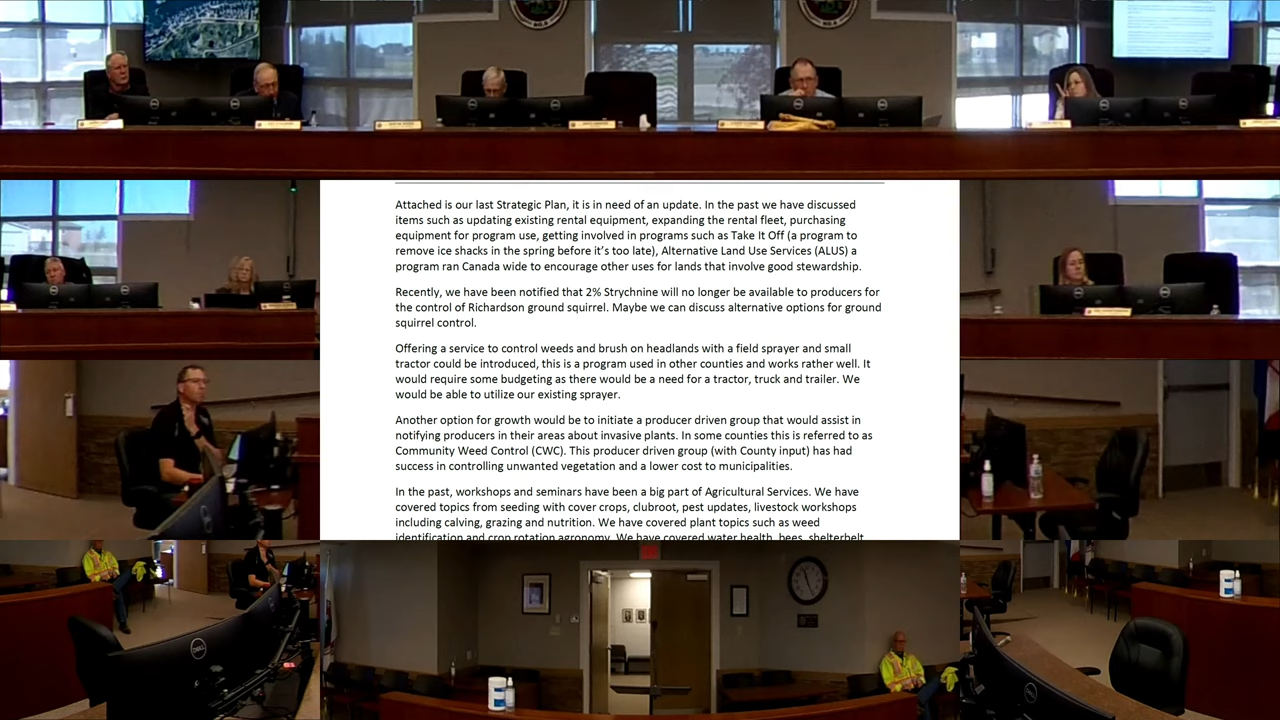 Attached is our last Strategic Plan, it is in need of an update. In the past we have discussed
items such as updating existing rental equipment, expanding the rental fleet, purchasing
equipment for program use, getting involved in programs such as Take It Off (a program to
remove ice shacks in the spring before it's too late), Alternative Land Use Services (ALUS) a
program ran Canada wide to encourage other uses for lands that involve good stewardship.
Recently, we have been notified that 2% Strychnine will no longer be available to producers for
the control of Richardson ground squirrel. Maybe we can discuss alternative options for ground
squirrel control.
Offering a service to control weeds and brush on headlands with a field sprayer and small
tractor could be introduced, this is a program used in other counties and works rather well. It
would require some budgeting as there would be a need for a tractor, truck and trailer. We
would be able to utilize our existing sprayer.
Another option for growth would be to initiate a producer driven group that would assist in
notifying producers in their areas about invasive plants. In some counties this is referred to as
Community Weed Control (CWC). This producer driven group (with County input) has had
success in controlling unwanted vegetation and a lower cost to municipalities.
In the past, workshops and seminars have been a big part of Agricultural Services. We have
covered topics from seeding with cover crops, clubroot, pest updates, livestock workshops
including calving, grazing and nutrition. We have covered plant topics such as weed
identification and crop rotation agronomy. We have covered water health, bees, shelterbelt
DELL